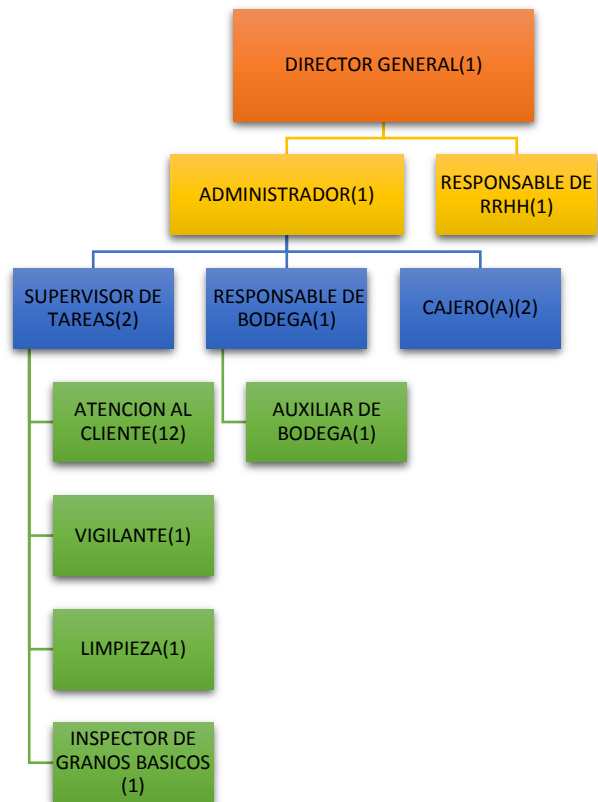 DIRECTOR GENERAL(1)
ADMINISTRADOR(1)
RESPONSABLE DE
RRHH(1)
SUPERVISOR DE
TAREAS(2)
RESPONSABLE DE
BODEGA(1)
CAJERO(A)(2)
ATENCION AL
CLIENTE(12)
AUXILIAR DE
BODEGA(1)
VIGILANTE(1)
LIMPIEZA(1)
INSPECTOR DE
GRANOS BASICOS
(1)